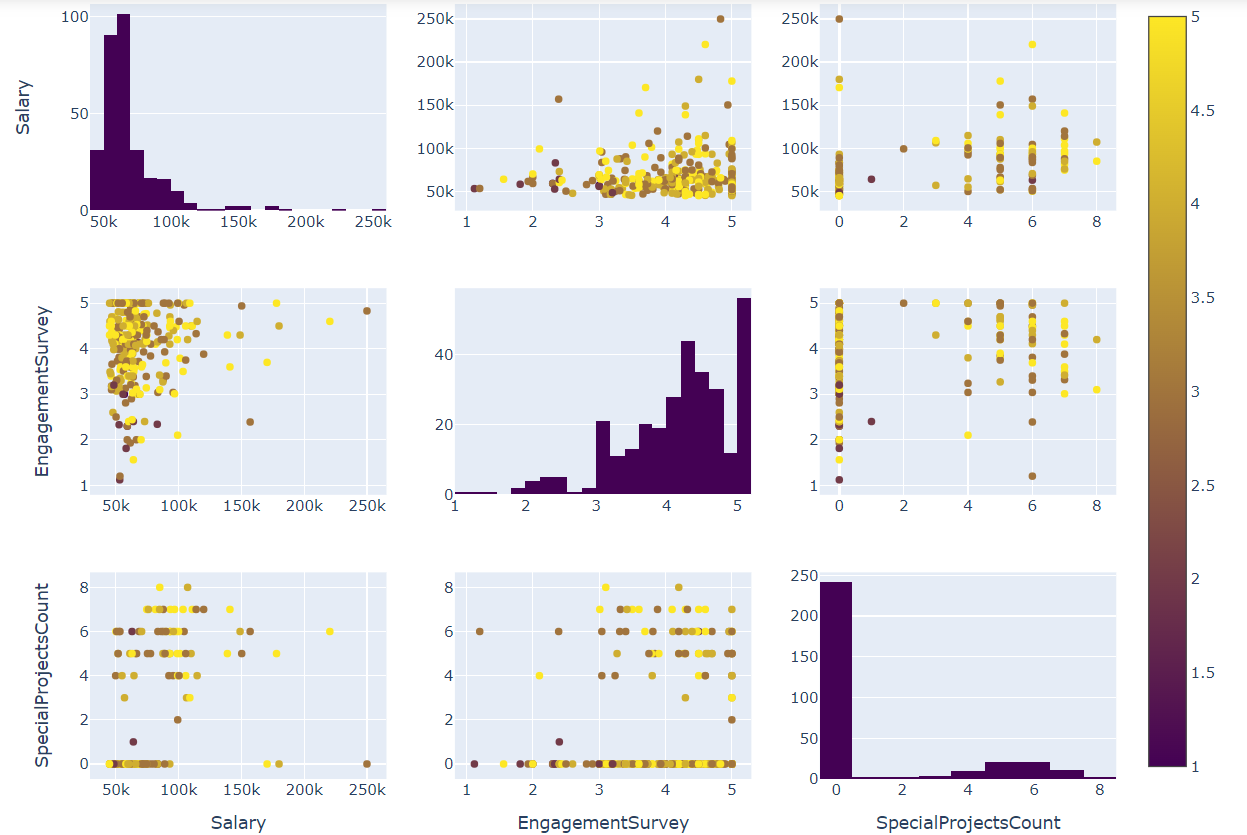 Salary
100
50
0
50k 100k 150k 200k 250k
250k
200k
150k
100k
50k
1 2 3 4 5
250k
200k
150k
100k
50k
0 2 4 6 8
EngagementSurvey
5
4
3
2
1
50k 100k 150k 200k 250k
40
20
0
1 2 3 4 5
5
4
3
2
1
0 2 4 6 8
SpecialProjectsCount
8
6
4
2
0
50k 100k 150k 200k 250k
Salary
8
6
4
2
0
1 2 3 4 5
EngagementSurvey
250
200
150
100
50
0
0 2 4 6 8
SpecialProjectsCount
5
4.5
4
3.5
3
2.5
2
1.5
1